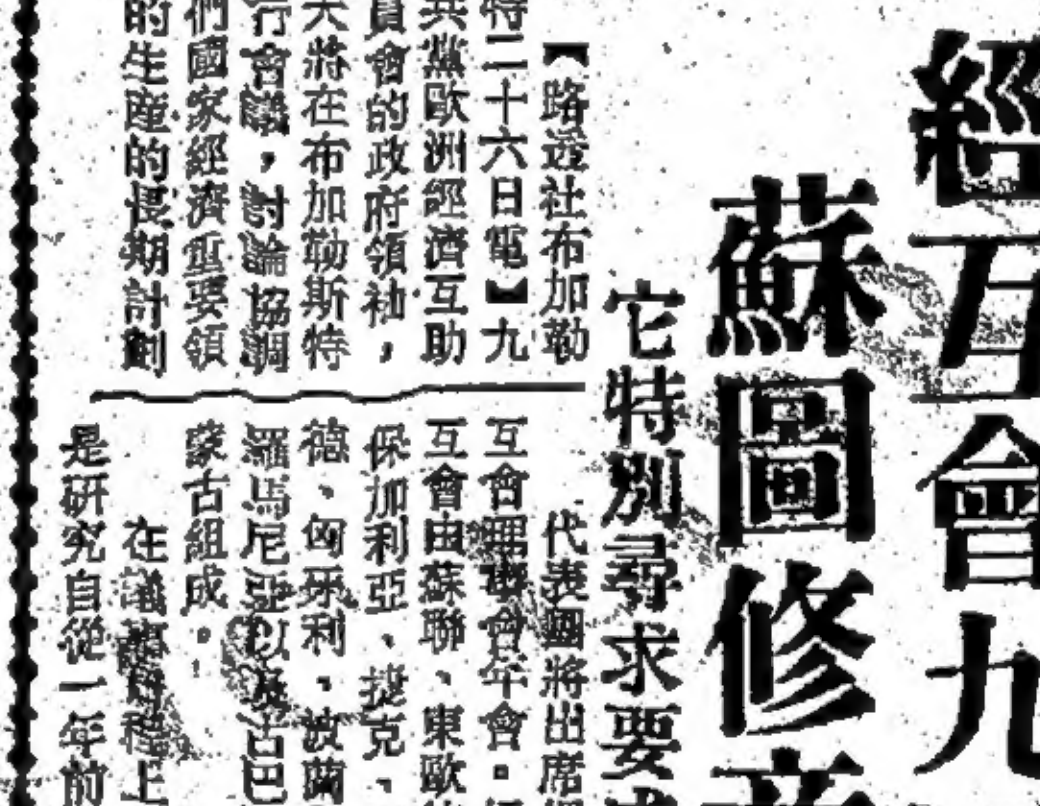 經互會九
蘇圖修
它特別尋求要
【路透社布加勒
特二十六日電】九
共黨歐洲經濟互助
員會的政府領袖，
天將在布加勒斯特
行會議，討論協調
們國家經濟重要領
的生產的長期計劃
代表團將出席
互會理事會年會。
互會由蘇聯、東歐
保加利亞、捷克、
德、匈牙利、波蘭
羅馬尼亞以及古巴
蒙古組成。
在議事議程上
是研究自從一年前